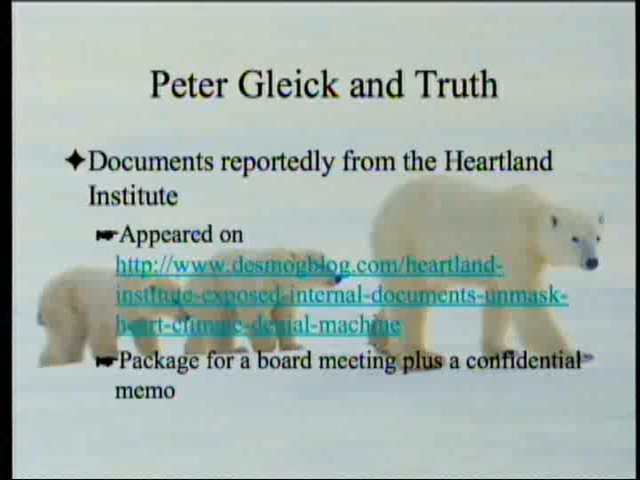 Peter Gleick and Truth
Documents reportedly from the Heartland
Institute
Appeared on
http://www.desmogblog.com/heartland-
institute-exposed-internal-documents-unmask-
heart-climate-denial-machine
Package for a board meeting plus a confidential
memo